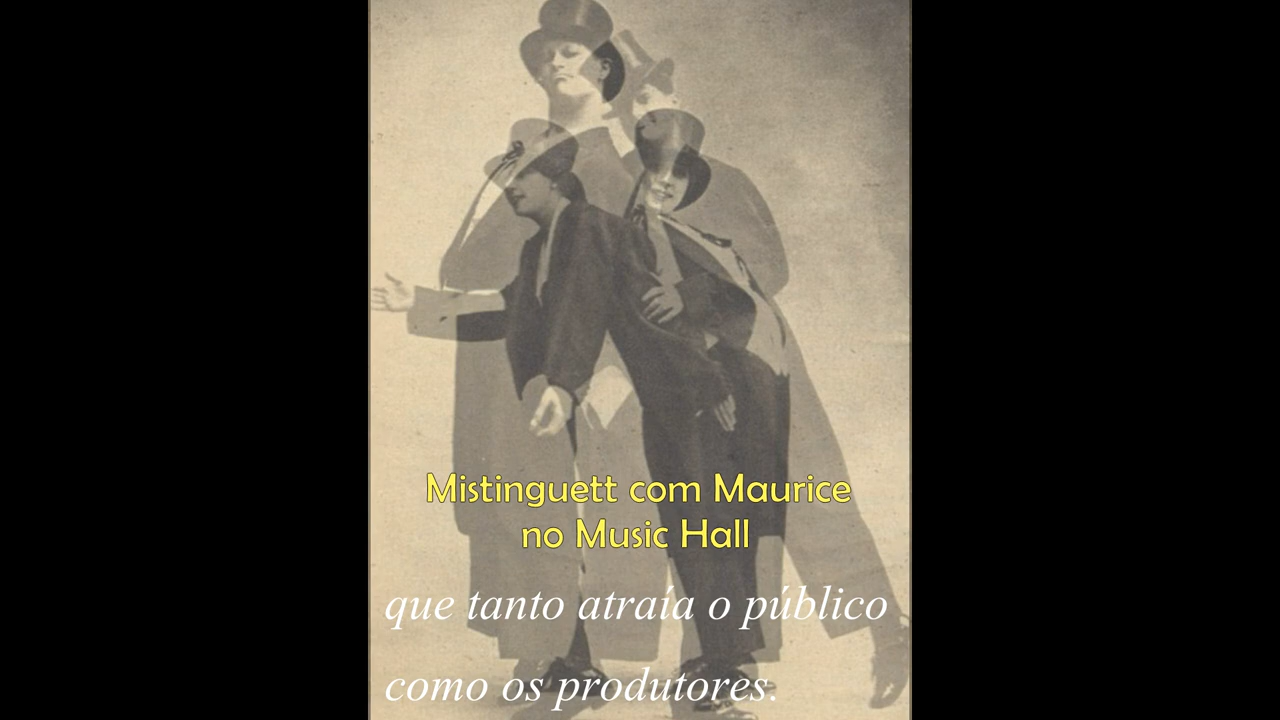 Mistinguett com Maurice
no Music Hall
que tanto atraía o público
como os produtores.